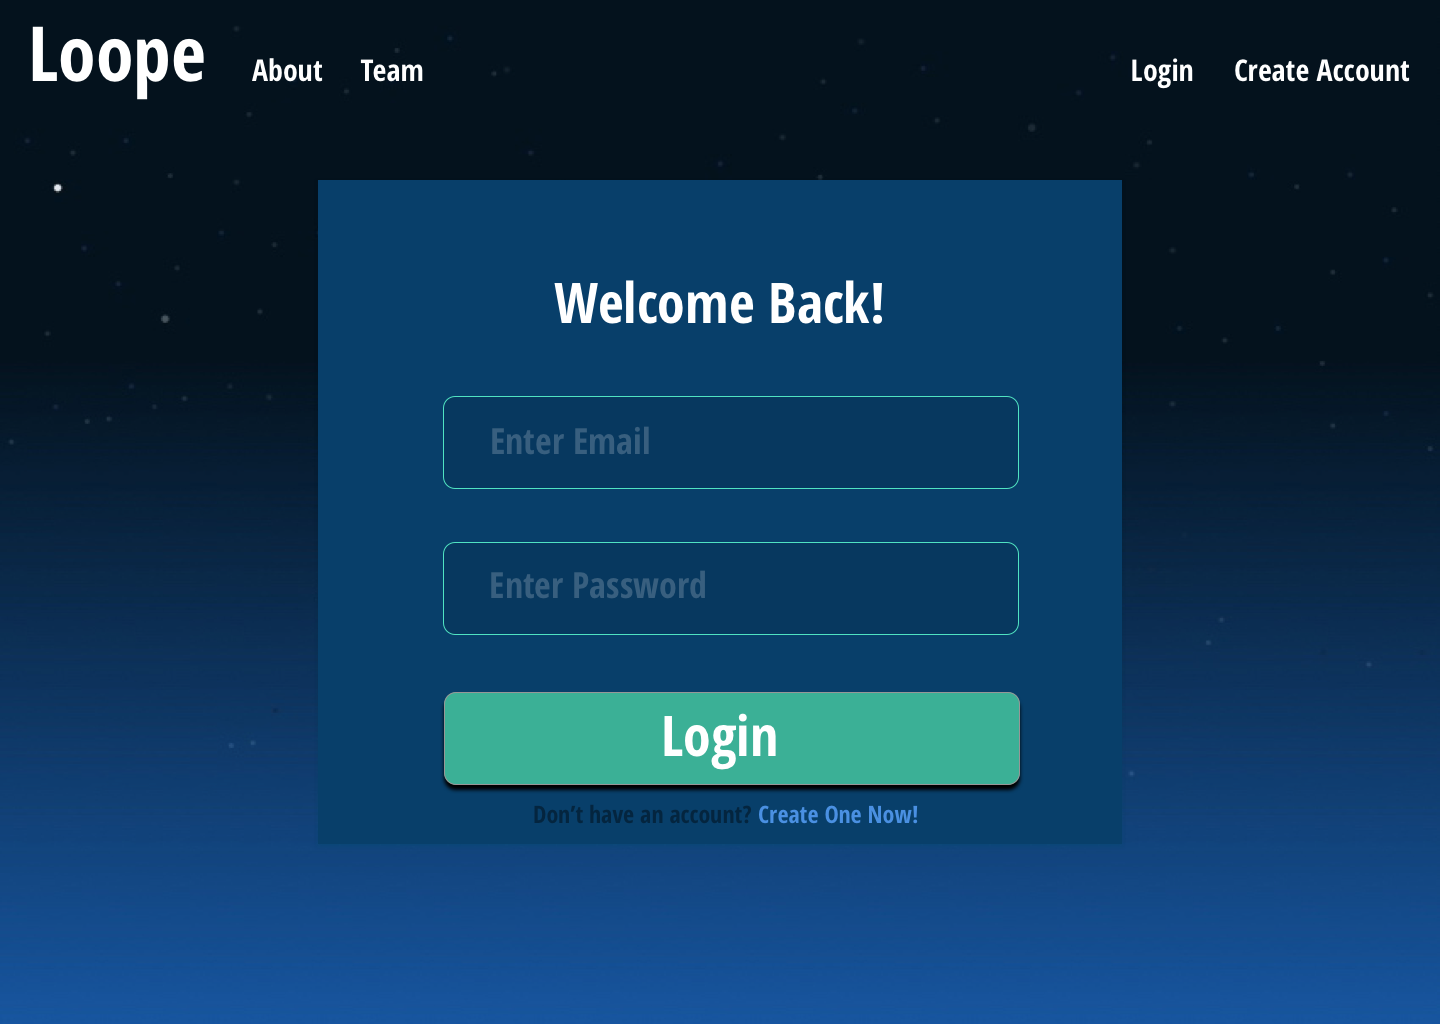 Loope About Team Login Create Account
Welcome Back!
Enter Email
Enter Password
Login
Don’t have an account? Create One Now!